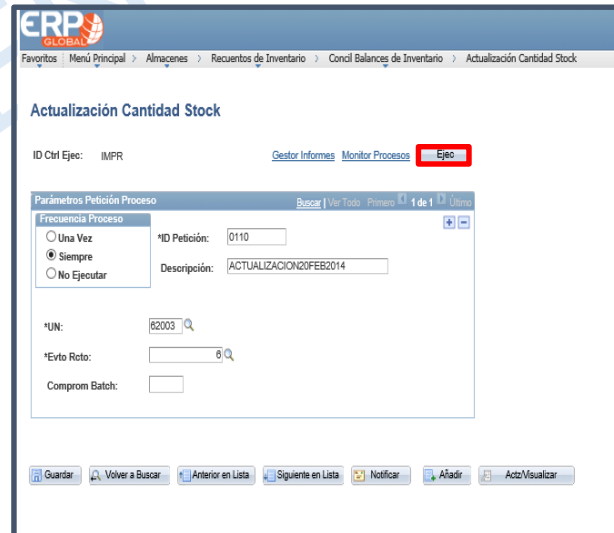 ERP
GLOBAL
Favoritos Menú Principal > Almacenes > Recuentos de Inventario > Concil Balances de Inventario > Actualización Cantidad Stock
Actualización Cantidad Stock
ID Ctrl Ejec: IMPR Gestor Informes Monitor Procesos Ejec
Parámetros Petición Proceso Buscar | Ver Todo Primero 1 de 1 Último
Frecuencia Proceso
Una Vez
Siempre
No Ejecutar
*ID Petición: 0110
Descripción: ACTUALIZACION20FEB2014
*UN: 62003
*Evto Rcto: 6
Comprom Batch:
Guardar Volver a Buscar Anterior en Lista Siguiente en Lista Notificar Añadir Actz/Visualizar